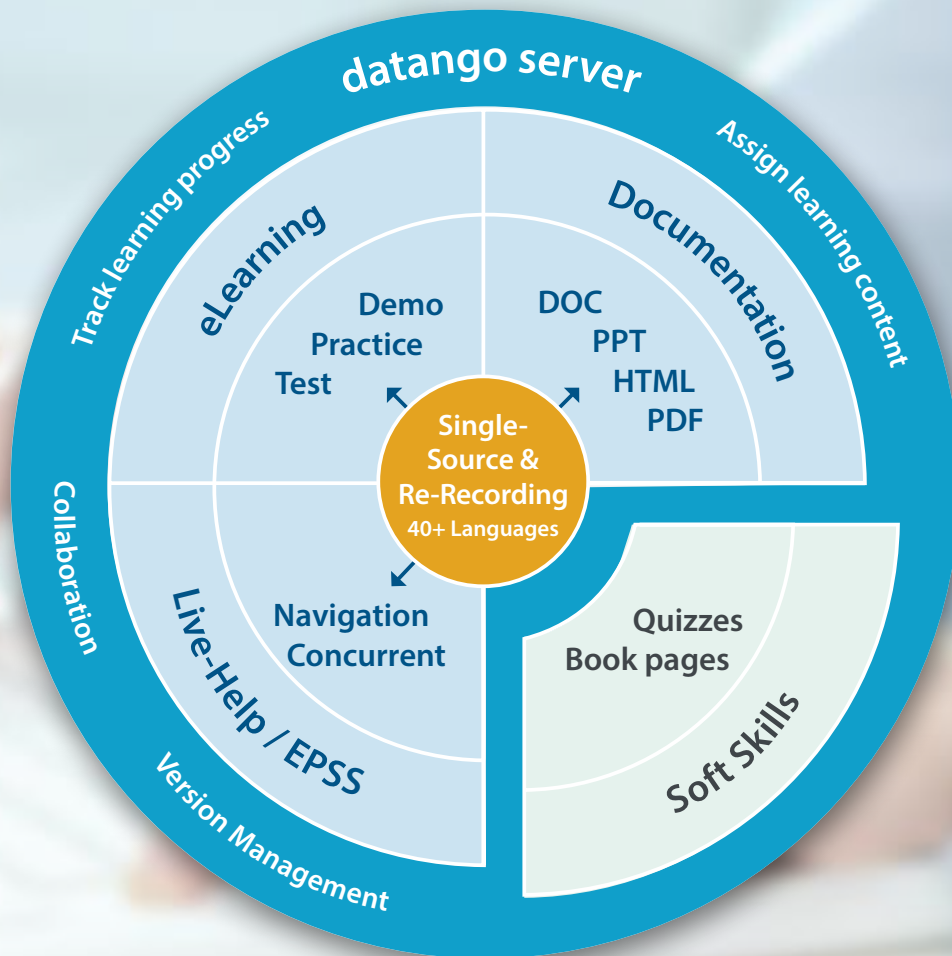 datango server
Track learning progress
Assign learning content
Collaboration
Version Management
eLearning
Demo
Practice
Test
Documentation
DOC
PPT
HTML
PDF
Single-
Source &
Re-Recording
40+ Languages
Live-Help / EPSS
Navigation
Concurrent
Quizzes
Book pages
Soft Skills